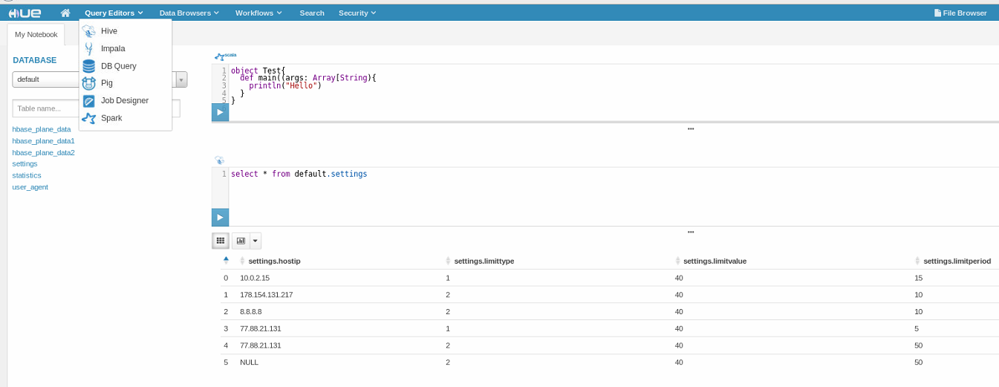 HUE Query Editors Data Browsers Workflows Search Security File Browser
My Notebook
Hive
Impala
DB Query
Pig
Job Designer
Spark
DATABASE
default
Table name...
hbase_plane_data
hbase_plane_data1
hbase_plane_data2
settings
statistics
user_agent
scala
1 object Test{
2 def main((args: Array[String){
3 println("Hello")
4 }
5 }
6
1 select * from default.settings
settings.hostip settings.limittype settings.limitvalue settings.limitperiod
0 10.0.2.15 1 40 15
1 178.154.131.217 2 40 10
2 8.8.8.8 2 40 10
3 77.88.21.131 1 40 5
4 77.88.21.131 2 40 50
5 NULL 2 40 50